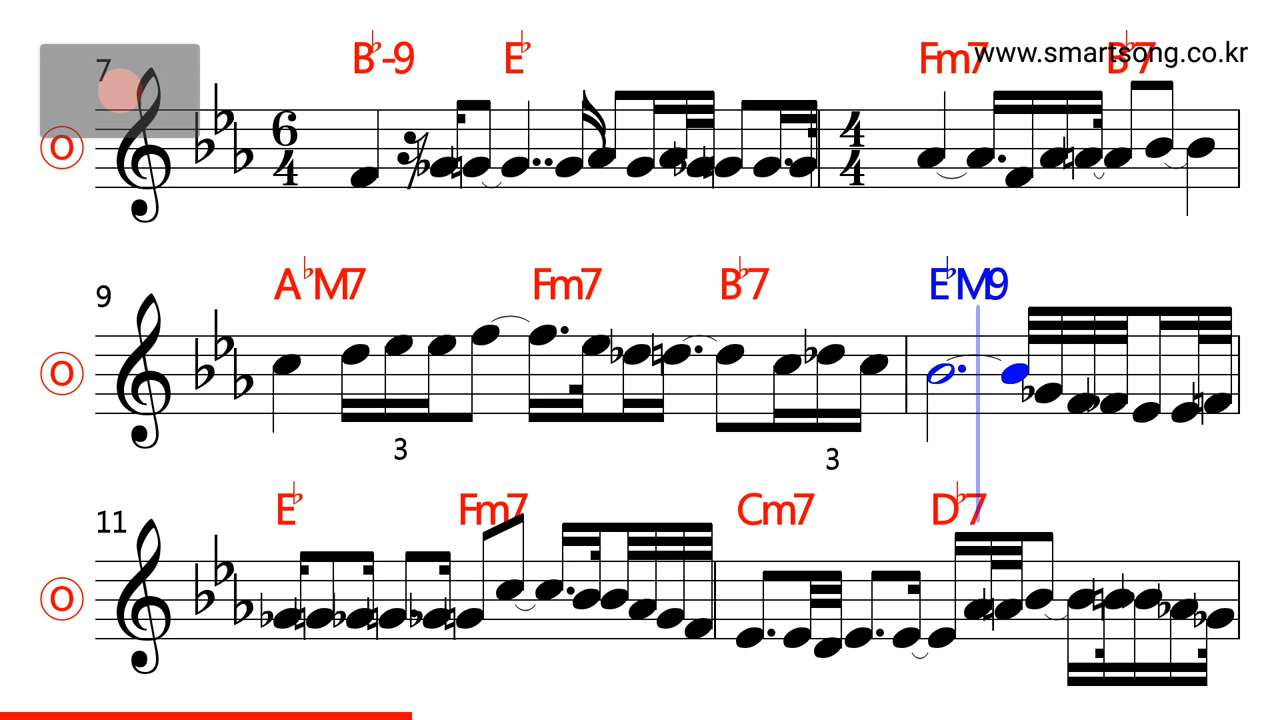 www.smartsong.co.kr
7 B♭-9 E♭ Fm7 B♭7
O 6/4 4/4
9 A♭M7 Fm7 B♭7 E♭M9
O
3 3
11 E♭ Fm7 Cm7 D♭7
O